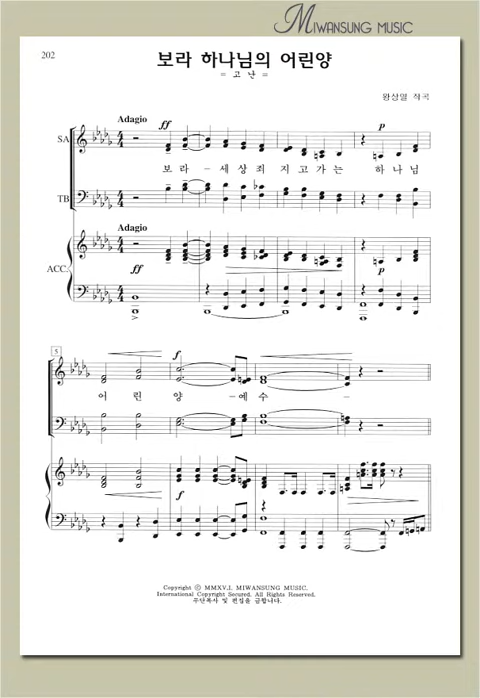 MIWANSUNG MUSIC
202
보라 하나님의 어린양
= 고 난 =
왕상열 작곡
Adagio
ff
p
SA
보 라 - 세 상 죄 지 고 가 는 하 나 님
TB
Adagio
ACC.
ff
p
5
f
어 린 양 - 예 수 -
f
Copyright ⓒ MMXV.I. MIWANSUNG MUSIC.
International Copyright Secured. All Rights Reserved.
무단복사 및 편집을 금합니다.